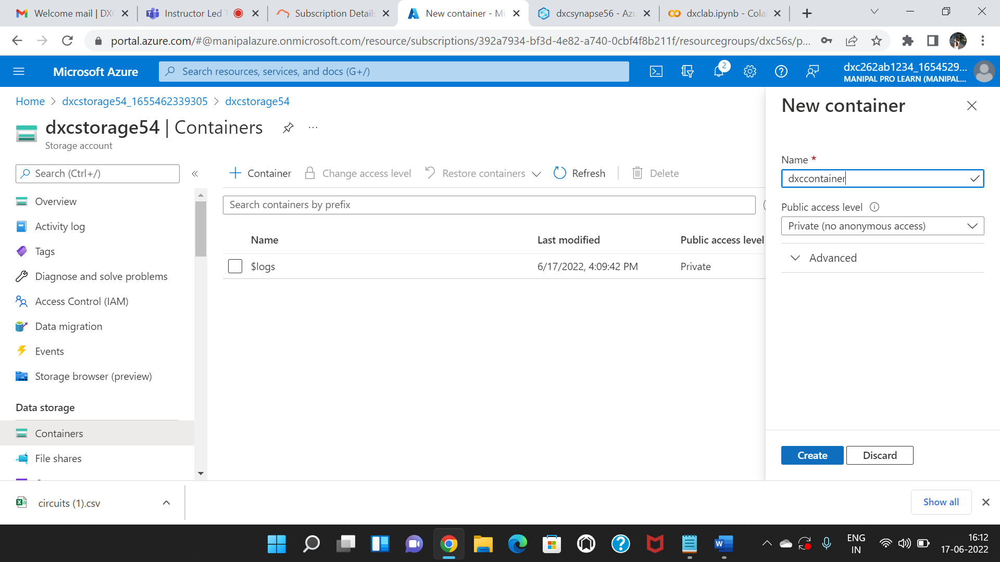 Welcome mail | DXC
Instructor Led T
Subscription Details
New container - Mi
dxcsynapse56 - Azu
dxclab.ipynb - Colab
portal.azure.com/#@manipalazure.onmicrosoft.com/resource/subscriptions/392a7934-bf3d-4e82-a740-0cbf4f8b211f/resourcegroups/dxc56s/p...
Microsoft Azure
Search resources, services, and docs (G+/)
2
dxc262ab1234_1654529...
MANIPAL PRO LEARN (MANIPAL...
Home > dxcstorage54_1655462339305 > dxcstorage54
dxcstorage54 | Containers ...
Storage account
Search (Ctrl+/)
Overview
Activity log
Tags
Diagnose and solve problems
Access Control (IAM)
Data migration
Events
Storage browser (preview)
Data storage
Containers
File shares
Container
Change access level
Restore containers
Refresh
Delete
Search containers by prefix
Name Last modified Public access level
$logs 6/17/2022, 4:09:42 PM Private
New container
Name *
dxccontainer
Public access level
Private (no anonymous access)
Advanced
Create
Discard
circuits (1).csv
Show all
ENG
IN
16:12
17-06-2022